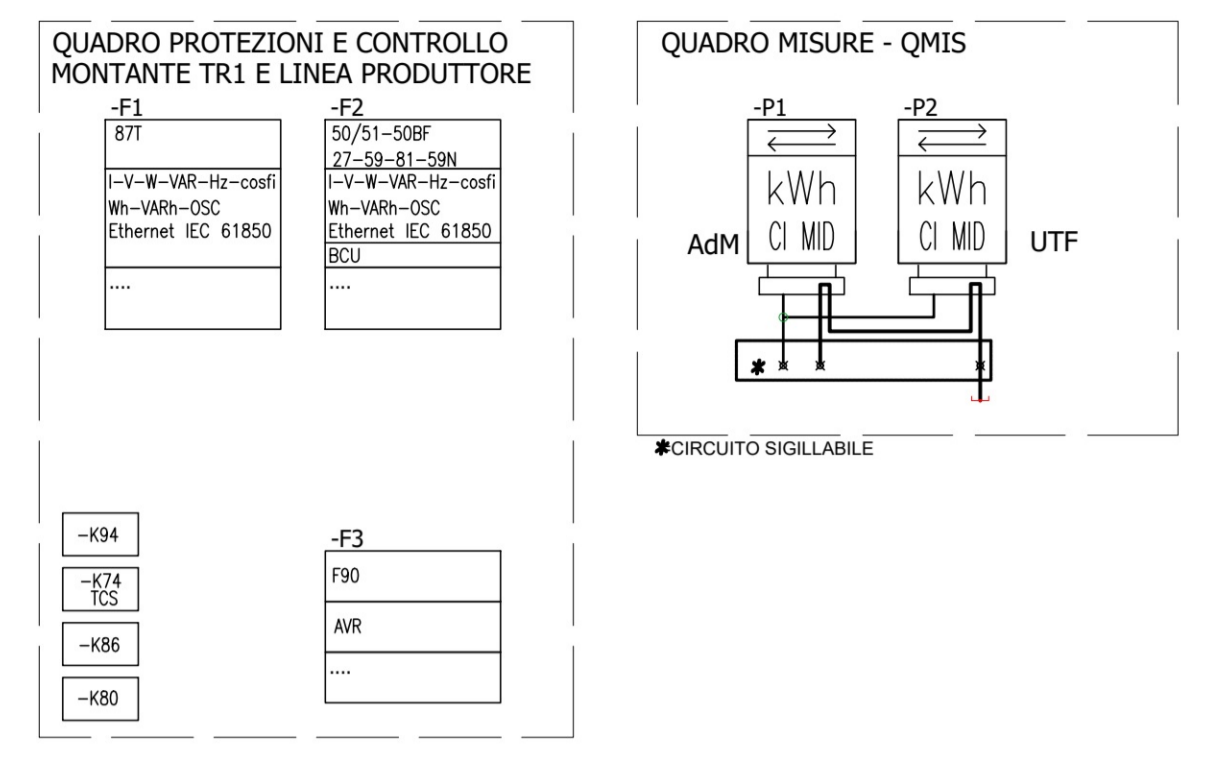 QUADRO PROTEZIONI E CONTROLLO
MONTANTE TR1 E LINEA PRODUTTORE
-F1
87T
I-V-W-VAR-Hz-cosfi
Wh-VARh-OSC
Ethernet IEC 61850
....
-F2
50/51-50BF
27-59-81-59N
I-V-W-VAR-Hz-cosfi
Wh-VARh-OSC
Ethernet IEC 61850
BCU
....
-K94
-K74
TCS
-K86
-K80
-F3
F90
AVR
....
QUADRO MISURE - QMIS
-P1
kWh
CI MID
AdM
-P2
kWh
CI MID
UTF
*
*CIRCUITO SIGILLABILE